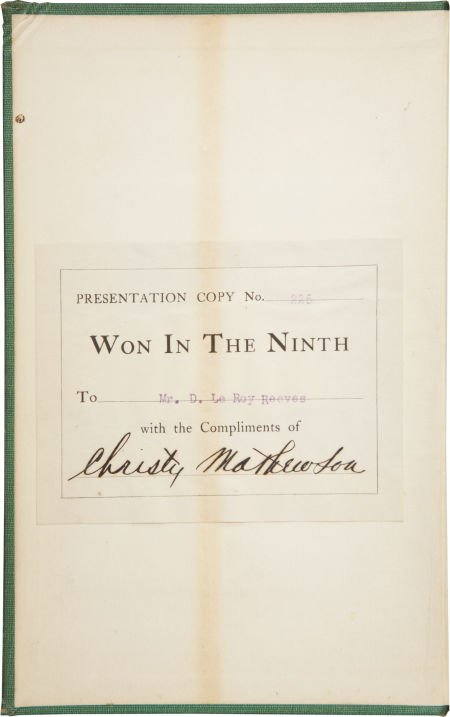 PRESENTATION COPY No. 225
WON IN THE NINTH
To Mr. D. Le Roy Reeves
with the Compliments of
Christy Mathewson